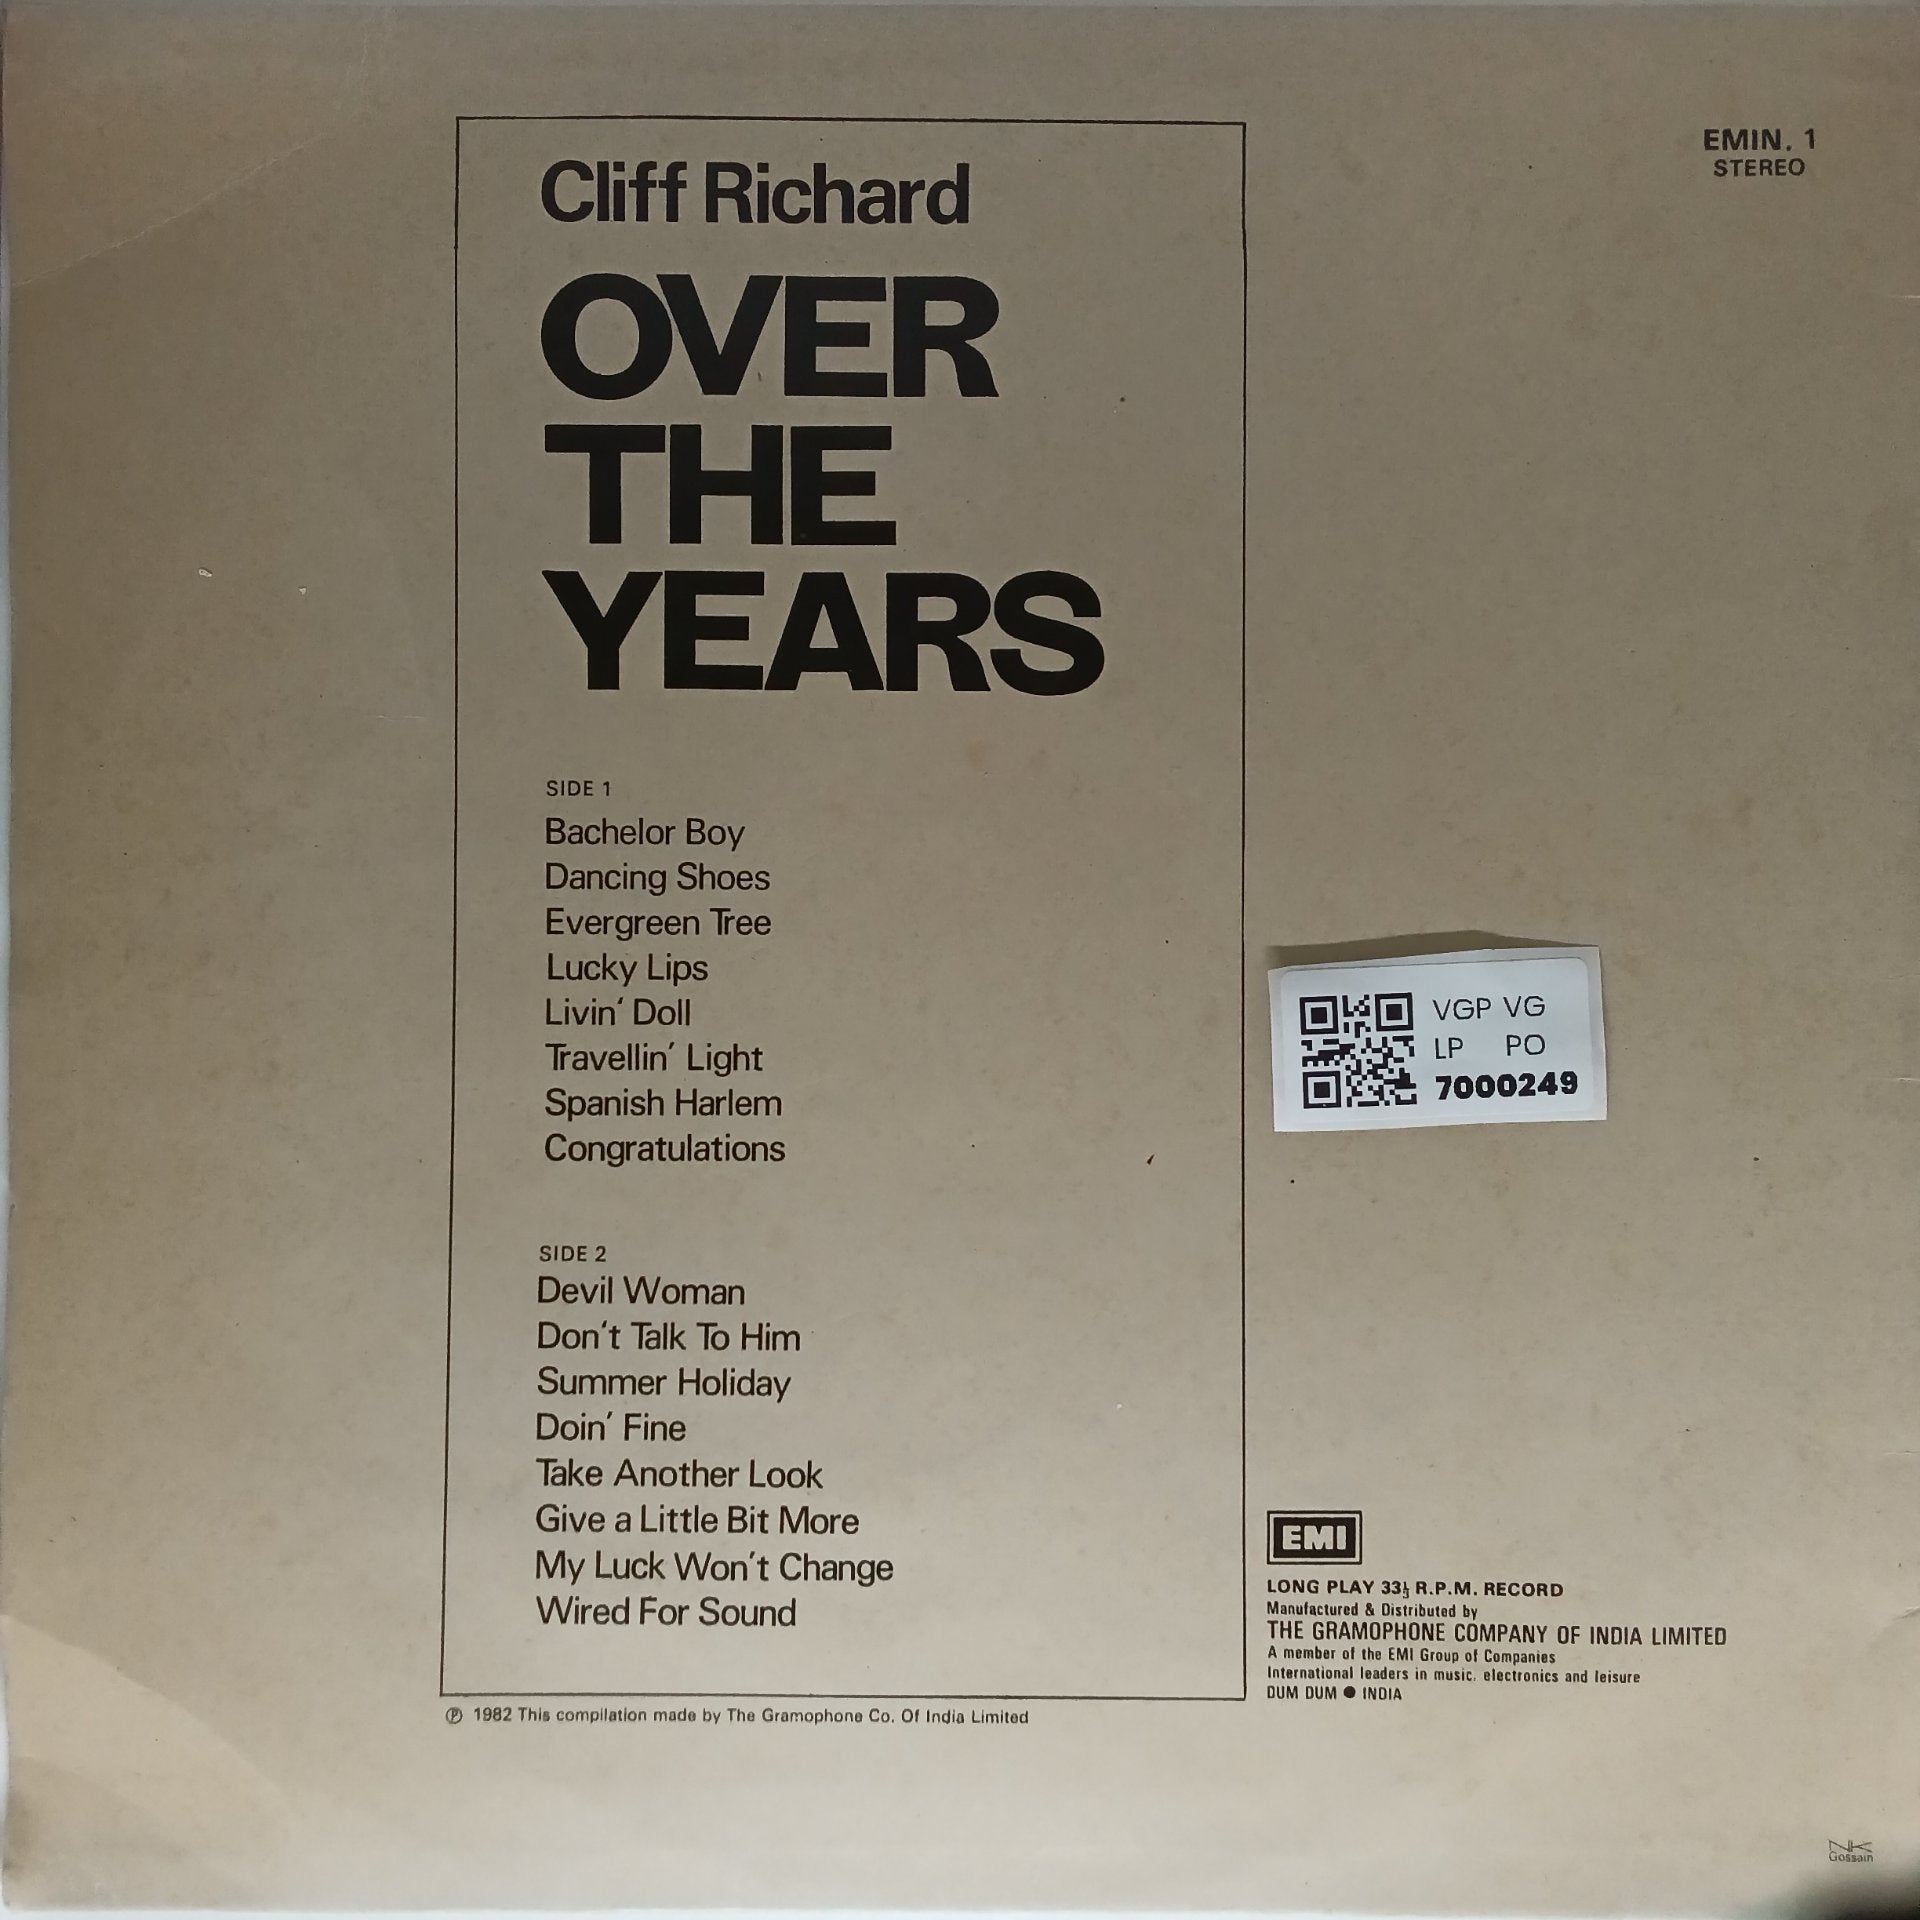 EMIN. 1
STEREO
Cliff Richard
OVER
THE
YEARS
SIDE 1
Bachelor Boy
Dancing Shoes
Evergreen Tree
Lucky Lips
Livin' Doll
Travellin' Light
Spanish Harlem
Congratulations
SIDE 2
Devil Woman
Don't Talk To Him
Summer Holiday
Doin' Fine
Take Another Look
Give a Little Bit More
My Luck Won't Change
Wired For Sound
℗ 1982 This compilation made by The Gramophone Co. Of India Limited
VGP VG
LP PO
7000249
EMI
LONG PLAY 33⅓ R.P.M. RECORD
Manufactured & Distributed by
THE GRAMOPHONE COMPANY OF INDIA LIMITED
A member of the EMI Group of Companies
International leaders in music. electronics and leisure
DUM DUM ● INDIA
NK
Gossain